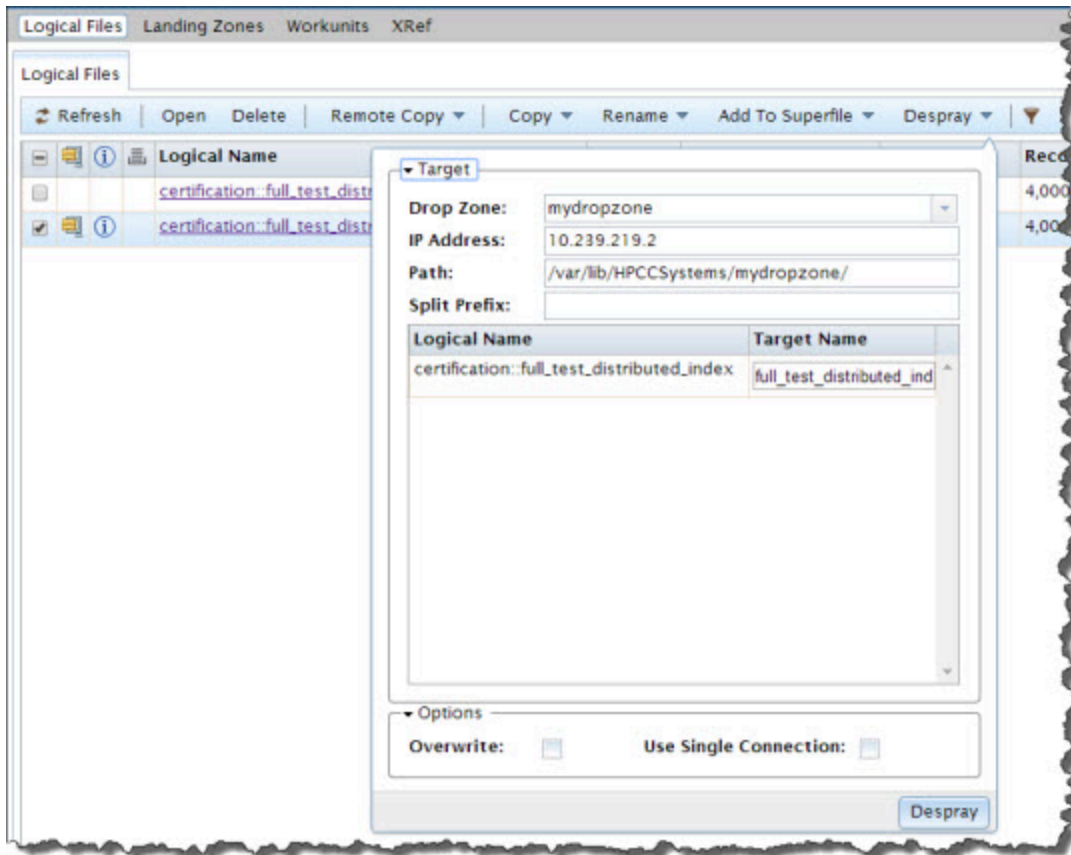 Logical Files Landing Zones Workunits XRef
Logical Files
Refresh Open Delete Remote Copy Copy Rename Add To Superfile Despray
Logical Name
certification::full_test_distr
4,000
certification::full_test_distr
Target
Drop Zone: mydropzone
IP Address: 10.239.219.2
Path: /var/lib/HPCCSystems/mydropzone/
Split Prefix:
Logical Name Target Name
certification::full_test_distributed_index full_test_distributed_ind
Options
Overwrite: Use Single Connection:
Despray